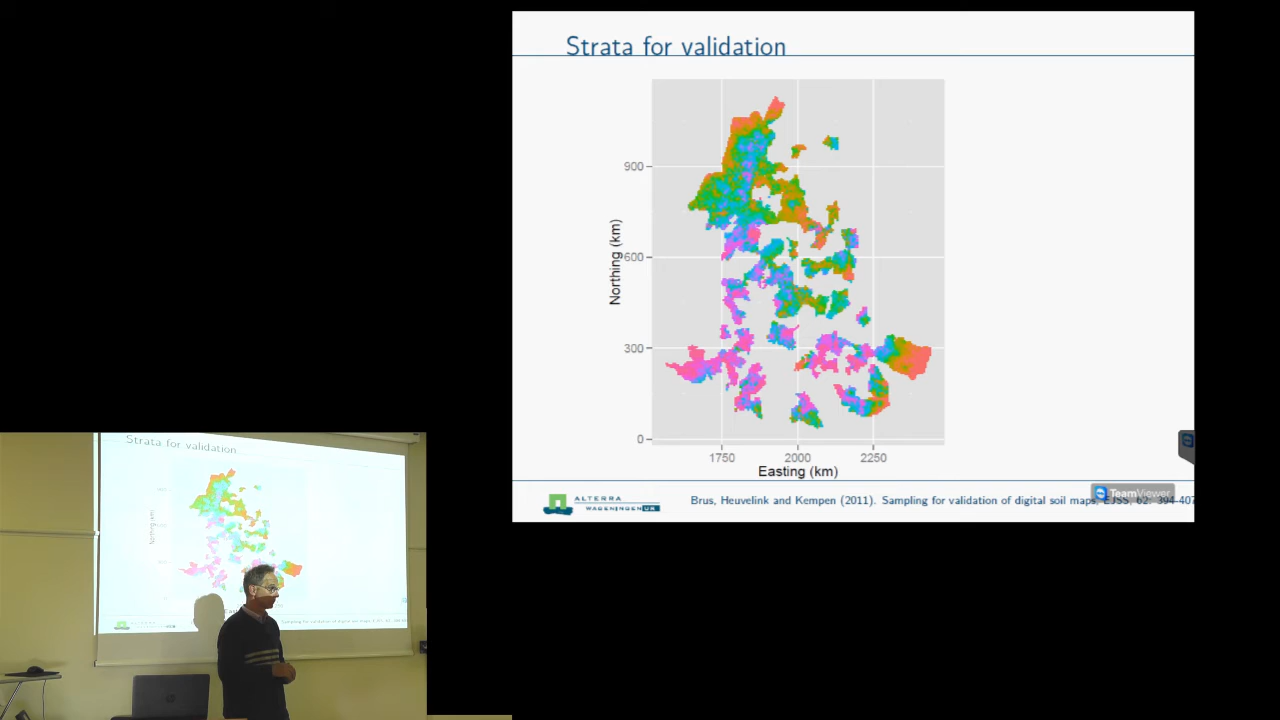 Strata for validation
900
600
300
0
Northing (km)
1750 2000 2250
Easting (km)
ALTERRA
WAGENINGEN UR
Brus, Heuvelink and Kempen (2011). Sampling for validation of digital soil maps, EJSS, 62: 394-407
TeamViewer
Strata for validation